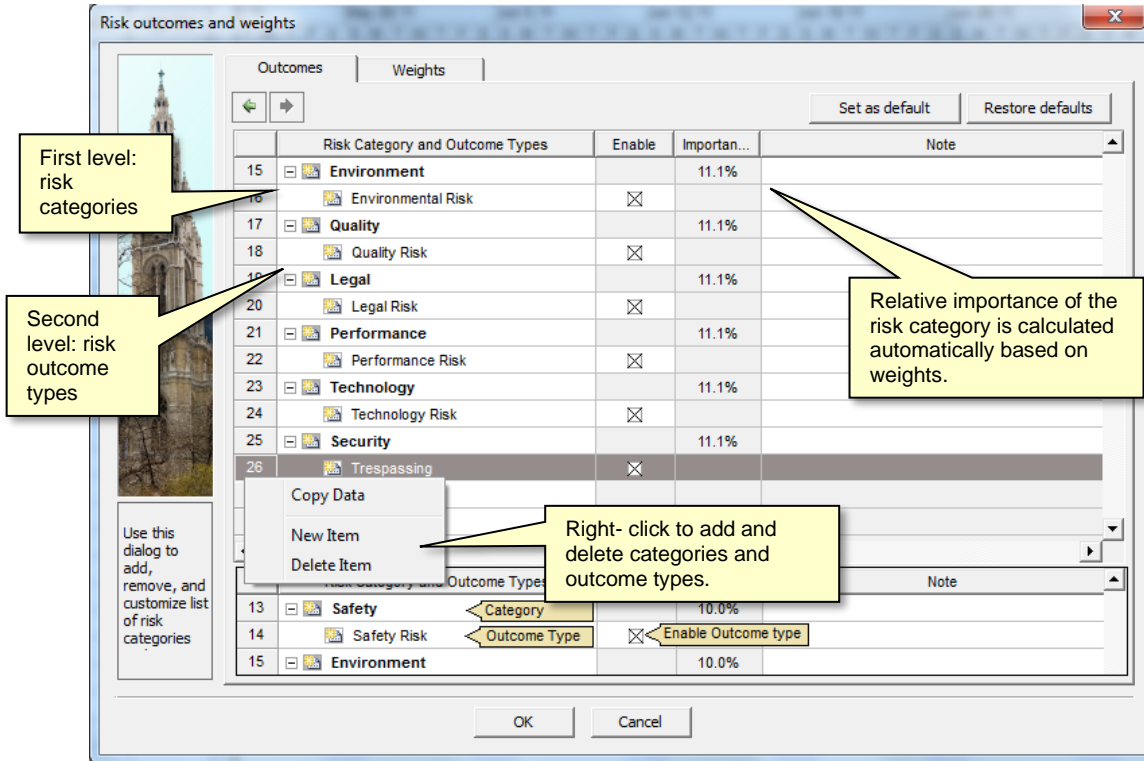 Risk outcomes and weights
Outcomes
Weights
Set as default
Restore defaults
Risk Category and Outcome Types
Enable
Importan...
Note
15 Environment 11.1%
Environmental Risk
17 Quality 11.1%
18 Quality Risk
Legal 11.1%
20 Legal Risk
21 Performance 11.1%
22 Performance Risk
23 Technology 11.1%
24 Technology Risk
25 Security 11.1%
26 Trespassing
Copy Data
New Item
Delete Item
First level:
risk
categories
Second
level: risk
outcome
types
Relative importance of the
risk category is calculated
automatically based on
weights.
Right- click to add and
delete categories and
outcome types.
Use this
dialog to
add,
remove, and
customize list
of risk
categories
Risk Category and Outcome Types
Note
13 Safety Category 10.0%
14 Safety Risk Outcome Type Enable Outcome type
15 Environment 10.0%
OK
Cancel